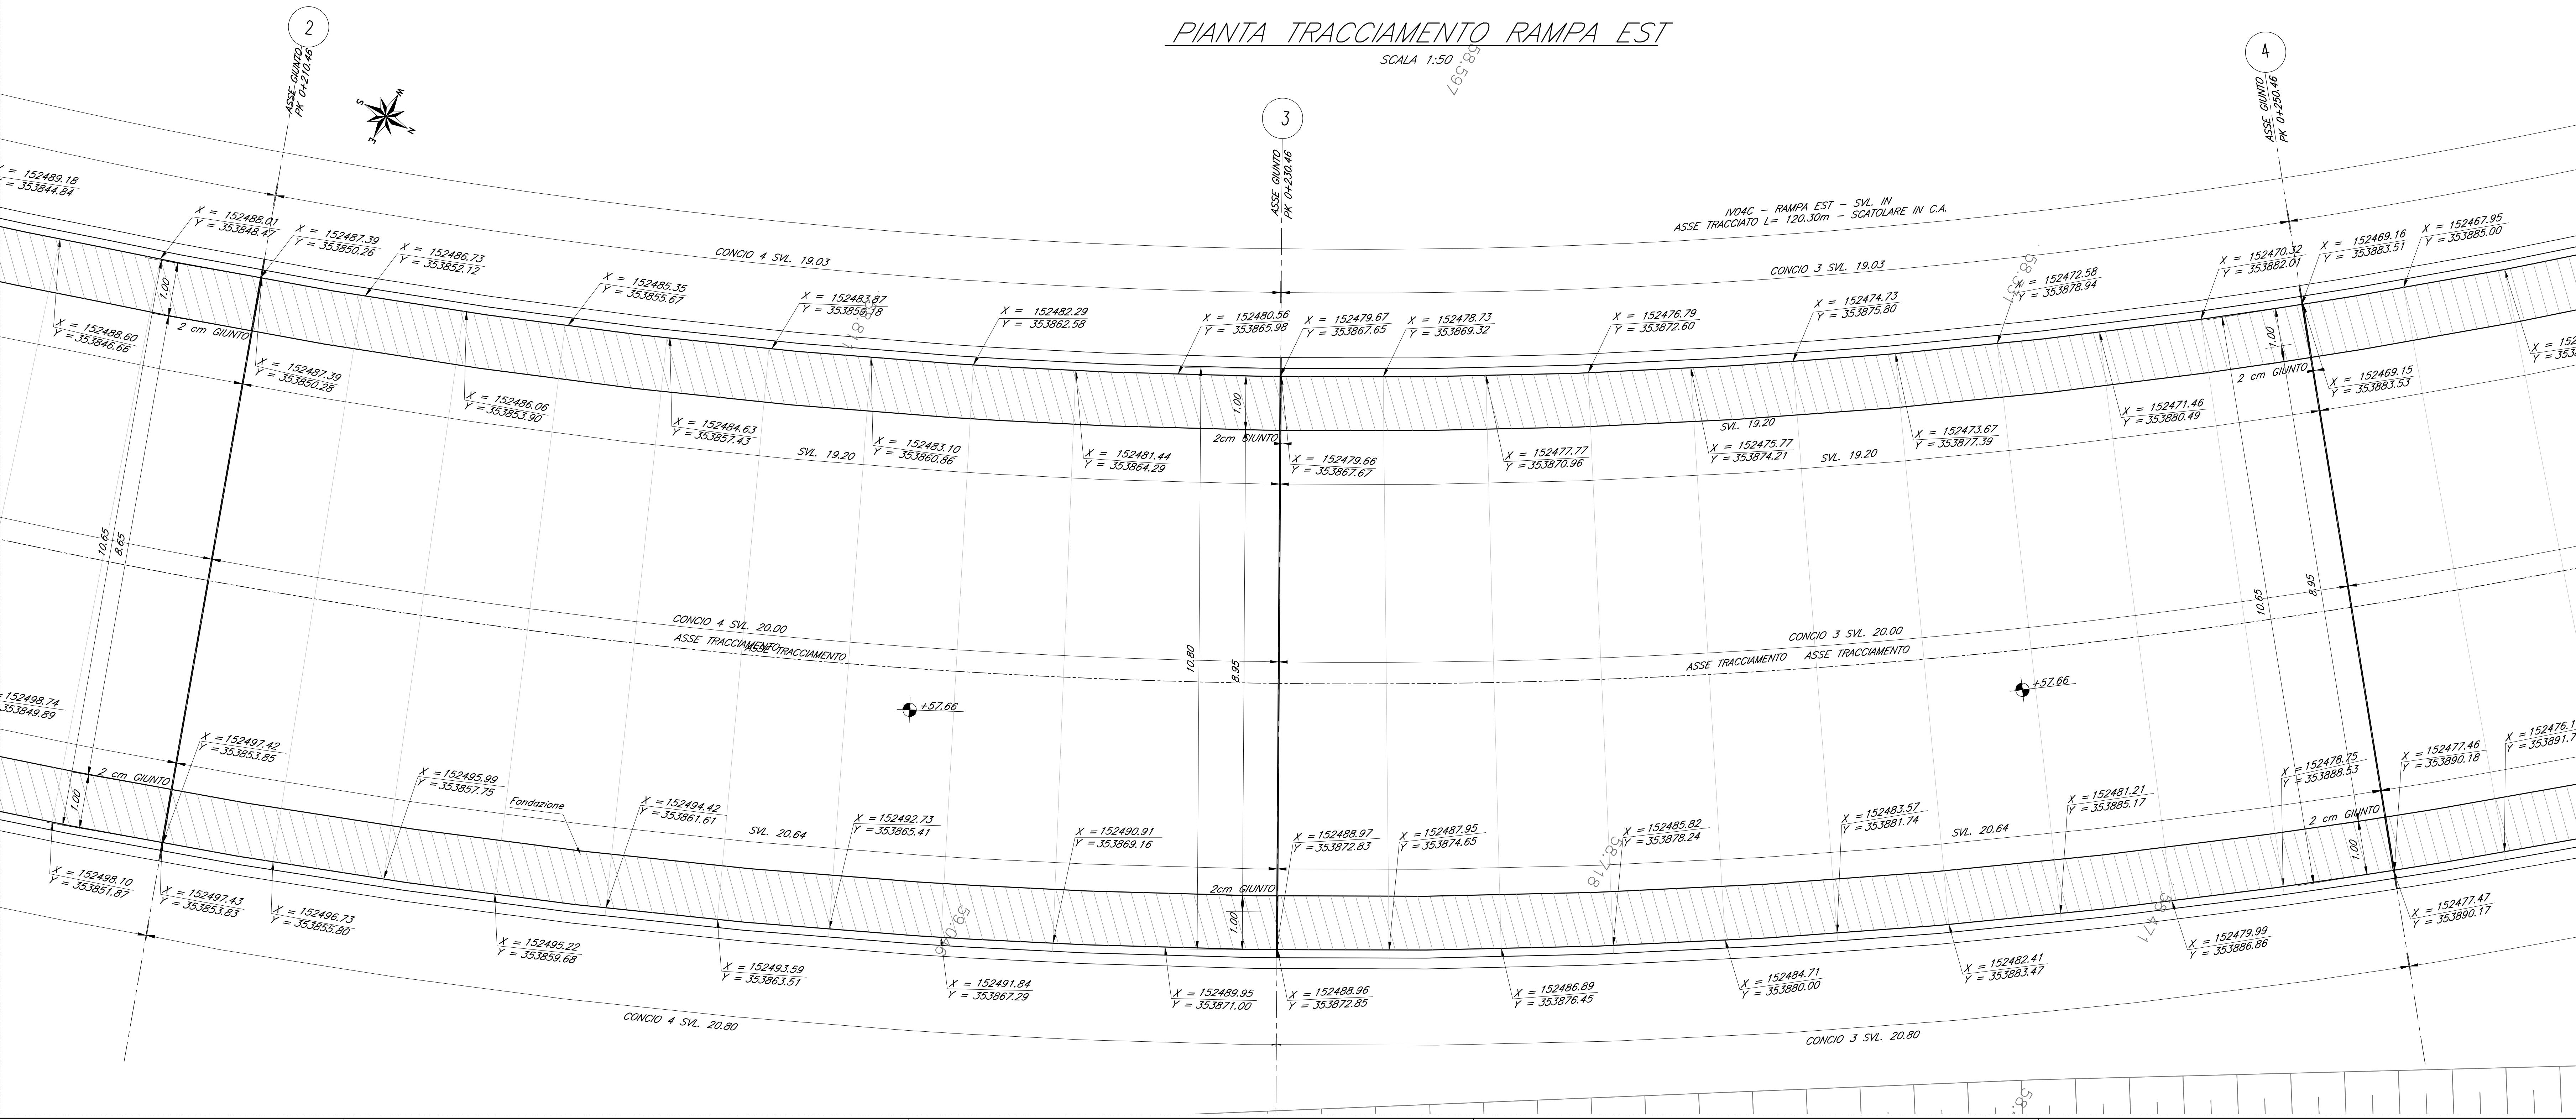 PIANTA TRACCIAMENTO RAMPA EST
SCALA 1:50
58.597
2
ASSE GIUNTO
PK 0+210.46
3
ASSE GIUNTO
PK 0+230.46
4
ASSE GIUNTO
PK 0+250.46
S
W
E
N
IV04C - RAMPA EST - SVL. IN
ASSE TRACCIATO L= 120.30m - SCATOLARE IN C.A.
CONCIO 4 SVL. 19.03
CONCIO 3 SVL. 19.03
X = 152489.18
Y = 353844.84
X = 152488.01
Y = 353848.47
X = 152487.39
Y = 353850.26
X = 152486.73
Y = 353852.12
X = 152485.35
Y = 353855.67
X = 152483.87
Y = 353859.18
X = 152482.29
Y = 353862.58
X = 152480.56
Y = 353865.98
X = 152479.67
Y = 353867.65
X = 152478.73
Y = 353869.32
X = 152476.79
Y = 353872.60
X = 152474.73
Y = 353875.80
X = 152472.58
Y = 353878.94
X = 152470.32
Y = 353882.01
X = 152469.16
Y = 353883.51
X = 152467.95
Y = 353885.00
1.00
2 cm GIUNTO
1.00
2cm GIUNTO
1.00
2 cm GIUNTO
X = 152488.60
Y = 353846.66
X = 152487.39
Y = 353850.28
X = 152486.06
Y = 353853.90
X = 152484.63
Y = 353857.43
X = 152483.10
Y = 353860.86
X = 152481.44
Y = 353864.29
X = 152479.66
Y = 353867.67
X = 152477.77
Y = 353870.96
X = 152475.77
Y = 353874.21
X = 152473.67
Y = 353877.39
X = 152471.46
Y = 353880.49
X = 152469.15
Y = 353883.53
SVL. 19.20
SVL. 19.20
SVL. 19.20
10.65
8.65
10.80
8.95
10.65
8.95
CONCIO 4 SVL. 20.00
ASSE TRACCIAMENTO
ASSE TRACCIAMENTO
CONCIO 3 SVL. 20.00
ASSE TRACCIAMENTO
ASSE TRACCIAMENTO
+57.66
+57.66
152498.74
353849.89
X =152497.42
Y =353853.85
X =152495.99
Y =353857.75
X =152494.42
Y =353861.61
X =152492.73
Y =353865.41
X =152490.91
Y =353869.16
X =152488.97
Y =353872.83
X =152487.95
Y =353874.65
X =152485.82
Y =353878.24
X =152483.57
Y =353881.74
X =152481.21
Y =353885.17
X =152478.75
Y =353888.53
X =152477.46
Y =353890.18
X =152476.1
Y =353891.7
Fondazione
SVL. 20.64
SVL. 20.64
2 cm GIUNTO
1.00
2cm GIUNTO
1.00
2 cm GIUNTO
1.00
58.718
59.046
X = 152498.10
Y = 353851.87
X = 152497.43
Y = 353853.83
X = 152496.73
Y = 353855.80
X = 152495.22
Y = 353859.68
X = 152493.59
Y = 353863.51
X = 152491.84
Y = 353867.29
X = 152489.95
Y = 353871.00
X = 152488.96
Y = 353872.85
X = 152486.89
Y = 353876.45
X = 152484.71
Y = 353880.00
X = 152482.41
Y = 353883.47
X = 152479.99
Y = 353886.86
X = 152477.47
Y = 353890.17
CONCIO 4 SVL. 20.80
CONCIO 3 SVL. 20.80